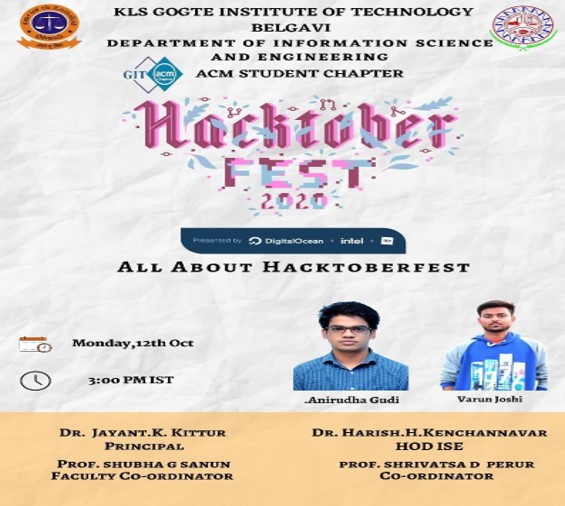 KLS GOGTE INSTITUTE OF TECHNOLOGY
BELGAVI
DEPARTMENT OF INFORMATION SCIENCE
AND ENGINEERING
GIT acm ACM STUDENT CHAPTER
Hacktober
FEST
2020
Presented by DigitalOcean • intel • DEV
ALL ABOUT HACKTOBERFEST
Monday,12th Oct
3:00 PM IST
.Anirudha Gudi
Varun Joshi
DR. JAYANT.K. KITTUR
PRINCIPAL
PROF. SHUBHA G SANUN
FACULTY CO-ORDINATOR
DR. HARISH.H.KENCHANNAVAR
HOD ISE
PROF. SHRIVATSA D PERUR
CO-ORDINATOR